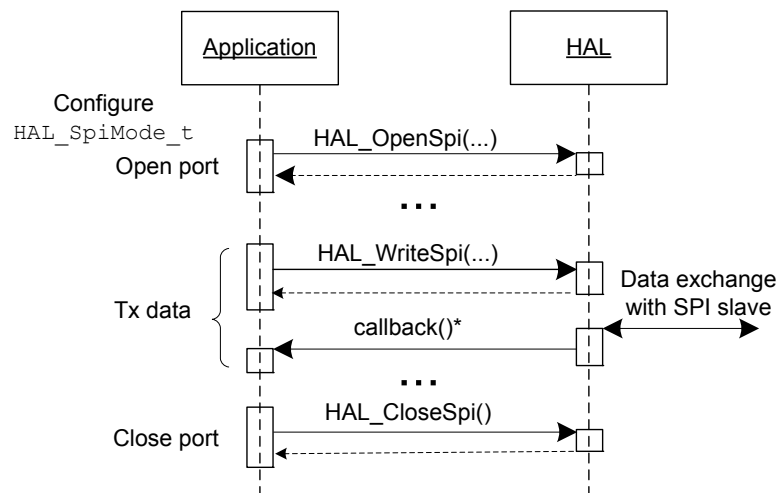 Application
HAL
Configure
HAL_SpiMode_t
HAL_OpenSpi(...)
Open port
...
HAL_WriteSpi(...)
Data exchange
with SPI slave
Tx data
callback()*
...
HAL_CloseSpi()
Close port